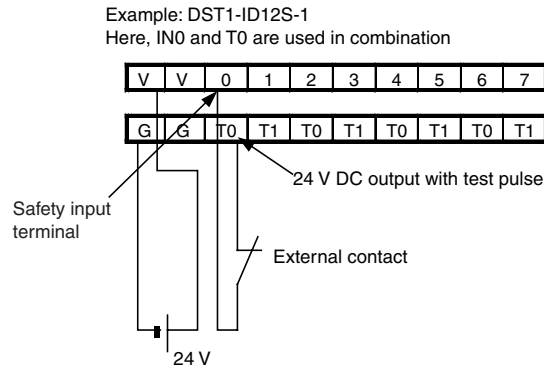 Example: DST1-ID12S-1
Here, IN0 and T0 are used in combination
V V 0 1 2 3 4 5 6 7
G G T0 T1 T0 T1 T0 T1 T0 T1
24 V DC output with test pulse
Safety input
terminal
External contact
24 V